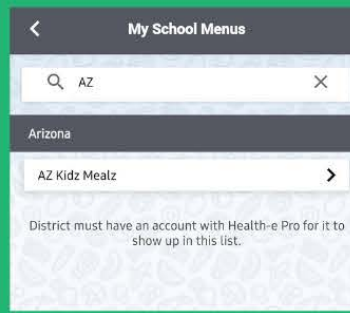 My School Menus
AZ
Arizona
AZ Kidz Mealz
District must have an account with Health-e Pro for it to
show up in this list.